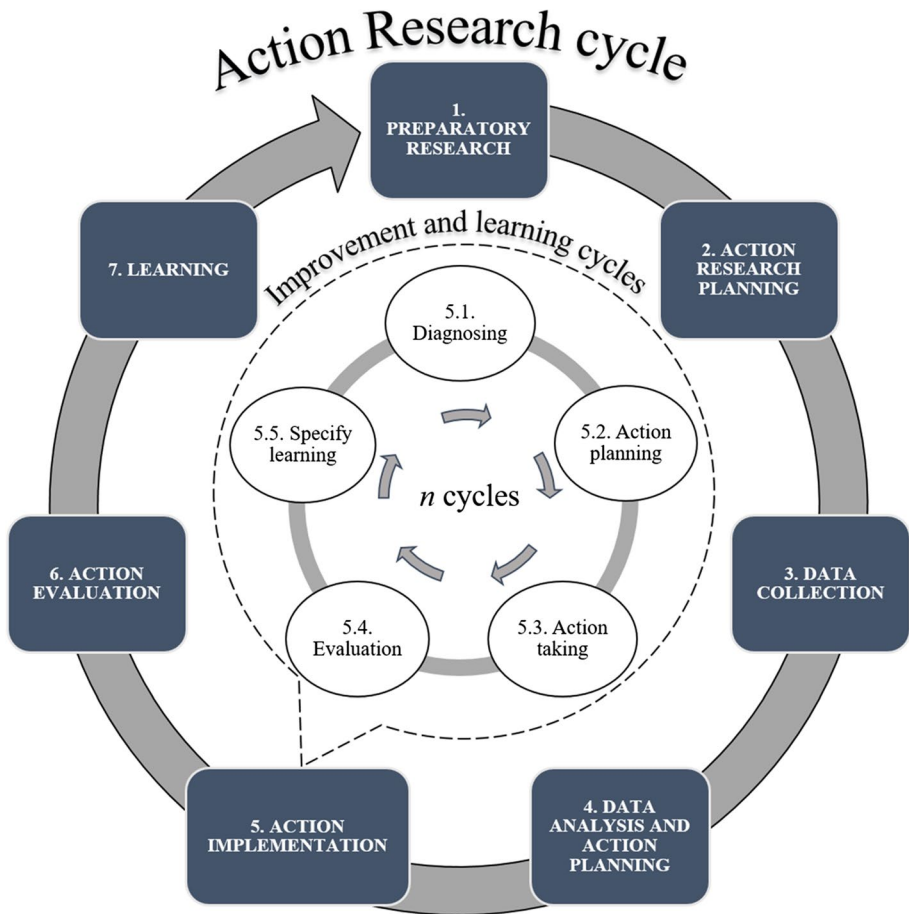 Action Research cycle
1.
PREPARATORY
RESEARCH
2. ACTION
RESEARCH
PLANNING
3. DATA
COLLECTION
4. DATA
ANALYSIS AND
ACTION
PLANNING
5. ACTION
IMPLEMENTATION
6. ACTION
EVALUATION
7. LEARNING
Improvement and learning cycles
5.1.
Diagnosing
5.2. Action
planning
5.3. Action
taking
5.4.
Evaluation
5.5. Specify
learning
n cycles